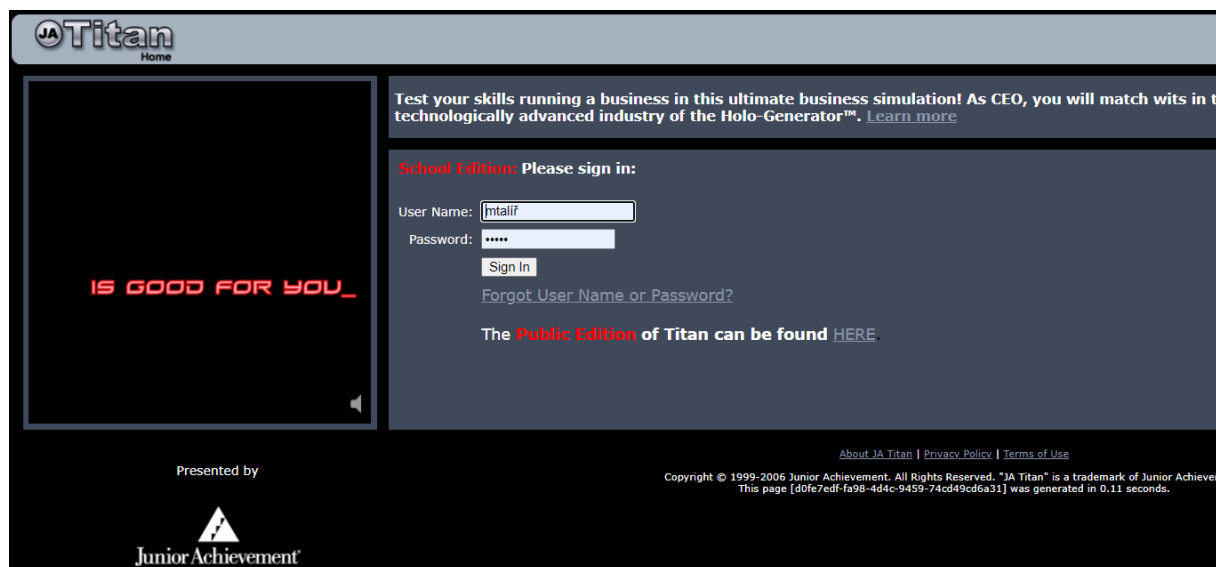 JA Titan
Home
Test your skills running a business in this ultimate business simulation! As CEO, you will match wits in t
technologically advanced industry of the Holo-Generator™. Learn more
School Edition: Please sign in:
User Name: mtalíř
Password: •••••
Sign In
Forgot User Name or Password?
The Public Edition of Titan can be found HERE.
IS GOOD FOR YOU_
About JA Titan | Privacy Policy | Terms of Use
Copyright © 1999-2006 Junior Achievement. All Rights Reserved. "JA Titan" is a trademark of Junior Achieve
This page [d0fe7edf-fa98-4d4c-9459-74cd49cd6a31] was generated in 0.11 seconds.
Presented by
Junior Achievement